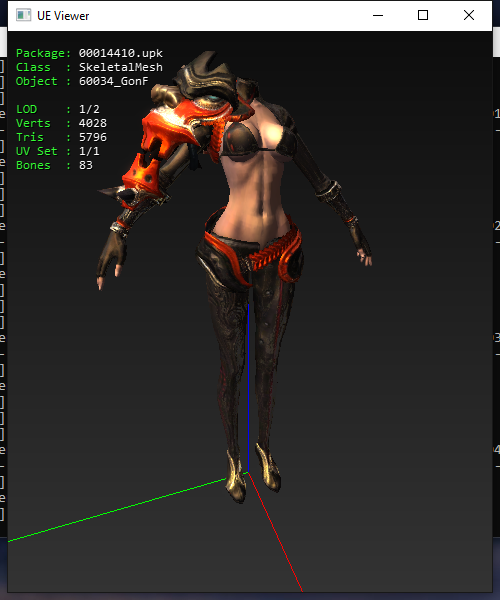 UE Viewer
Package: 00014410.upk
Class  : SkeletalMesh
Object : 60034_GonF
LOD    : 1/2
Verts  : 4028
Tris   : 5796
UV Set : 1/1
Bones  : 83